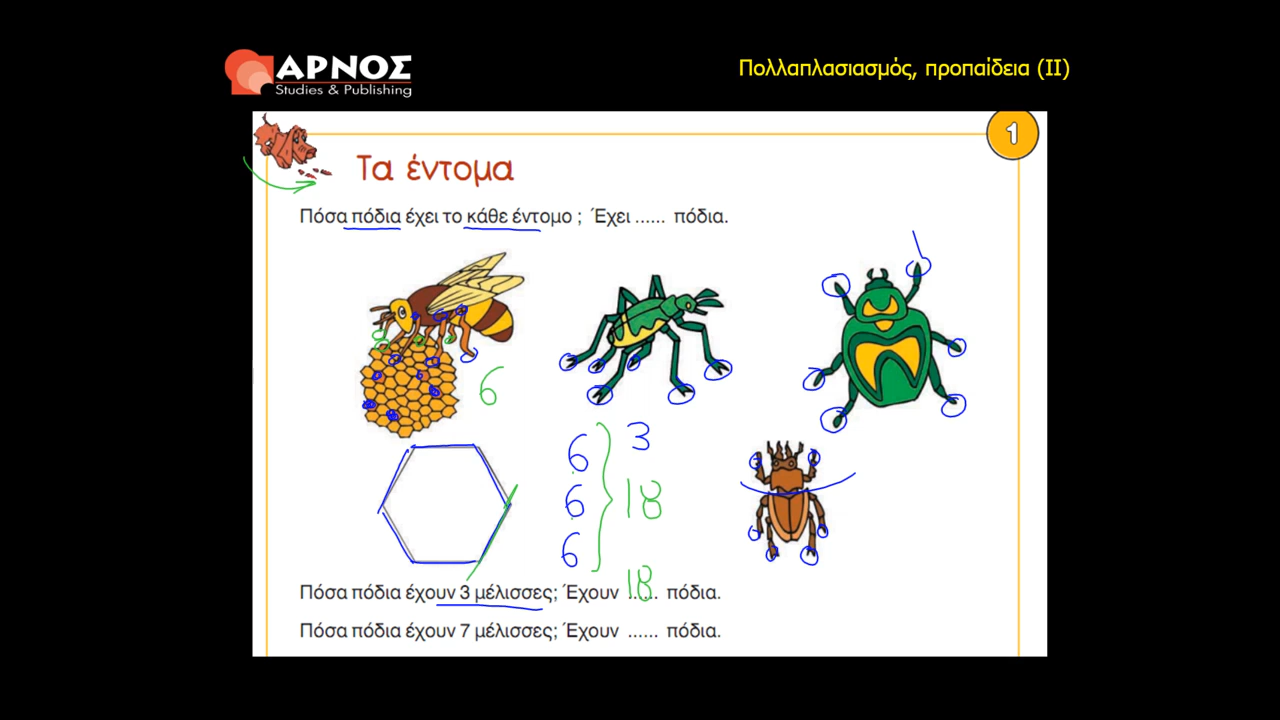 ΑΡΝΟΣ
Studies & Publishing
Πολλαπλασιασμός, προπαίδεια (ΙΙ)
1
Τα έντομα
Πόσα πόδια έχει το κάθε έντομο ; Έχει ...... πόδια.
6
6
6
6
3
18
18
Πόσα πόδια έχουν 3 μέλισσες; Έχουν ...... πόδια.
Πόσα πόδια έχουν 7 μέλισσες; Έχουν ...... πόδια.